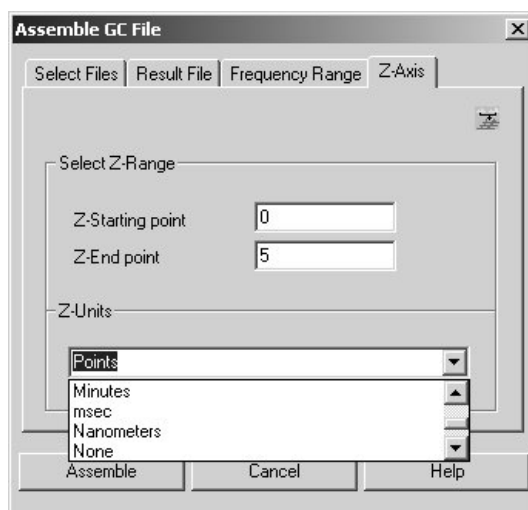 Assemble GC File
Select Files Result File Frequency Range Z-Axis
Select Z-Range
Z-Starting point 0
Z-End point 5
Z-Units
Points
Minutes
msec
Nanometers
None
Assemble Cancel Help